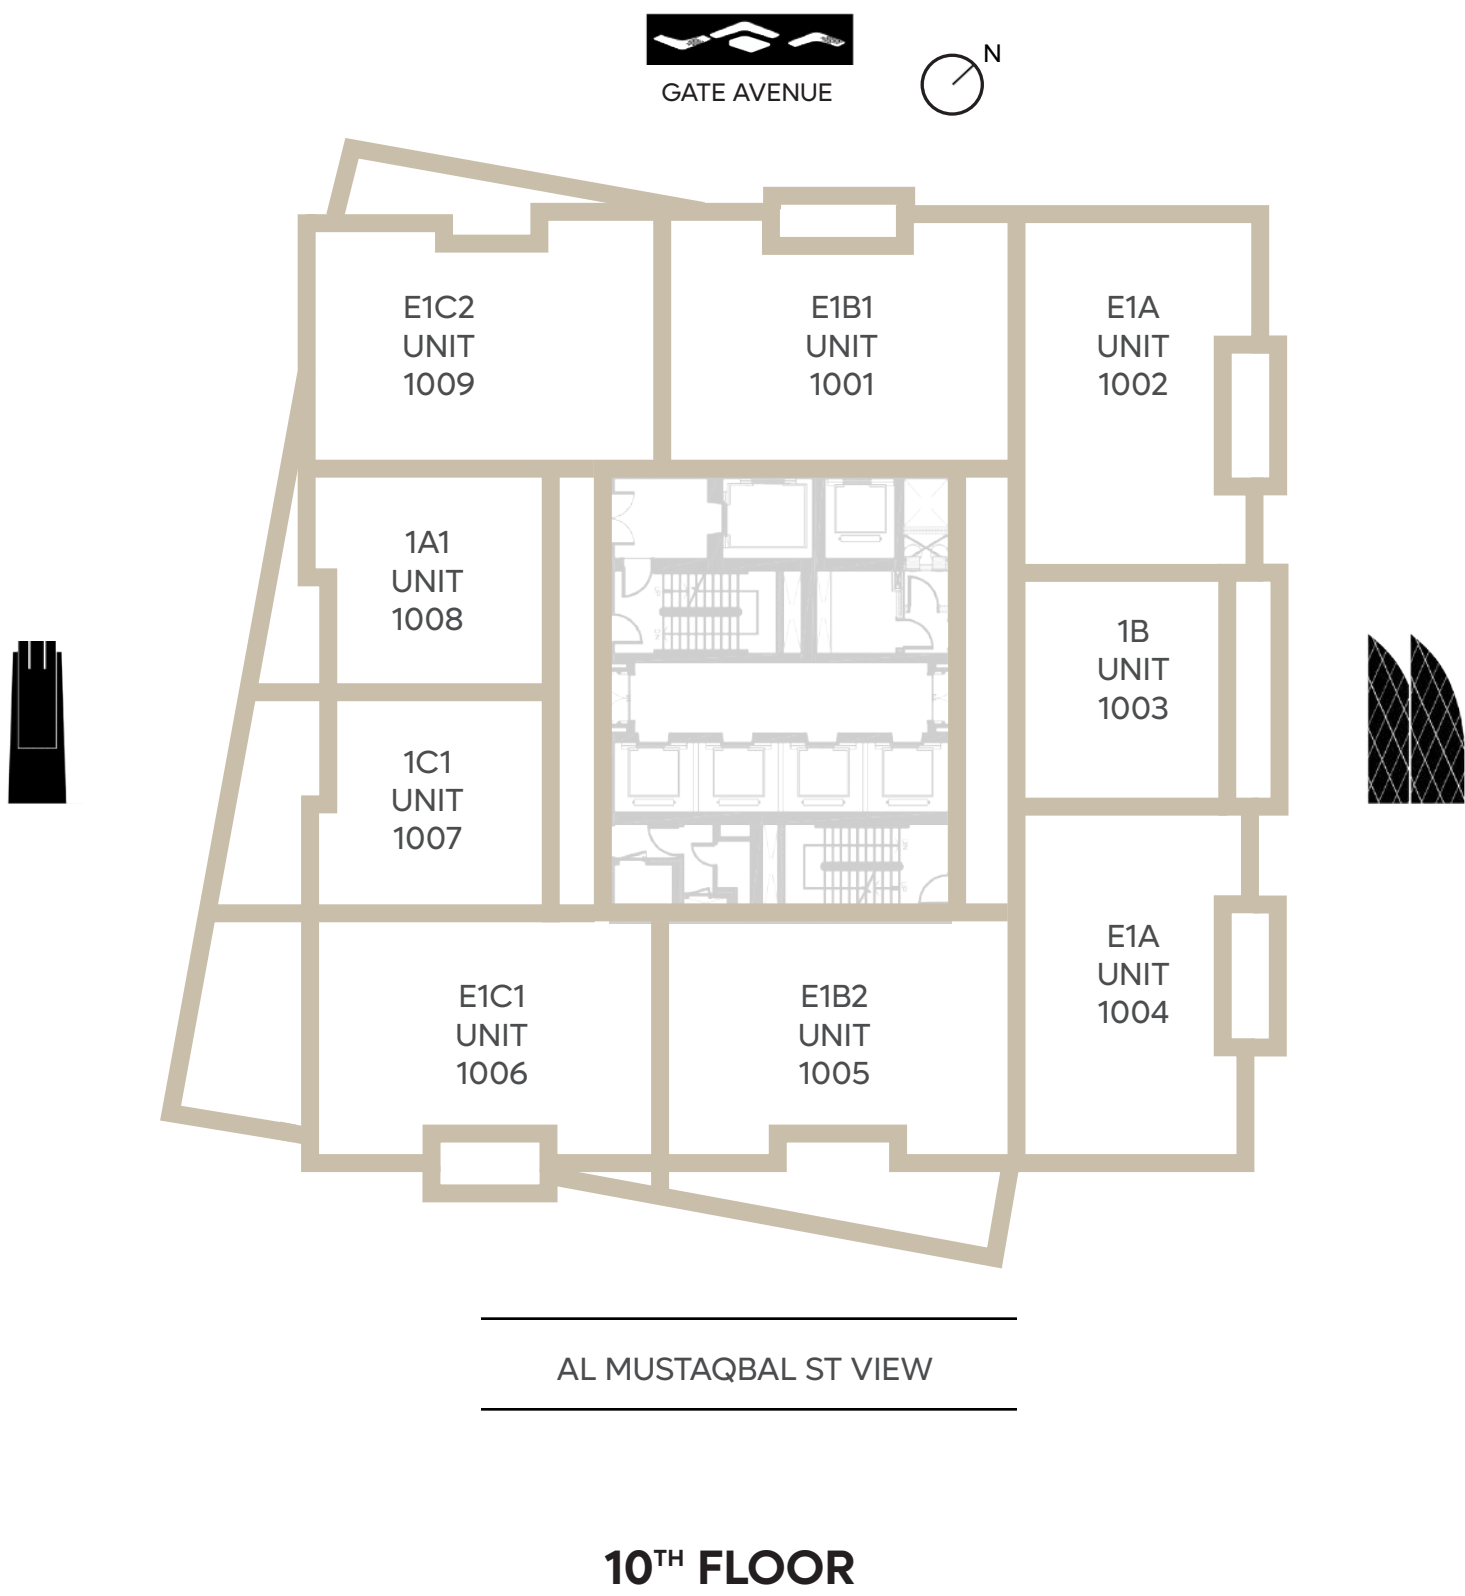 GATE AVENUE
N
E1C2
UNIT
1009
E1B1
UNIT
1001
E1A
UNIT
1002
1A1
UNIT
1008
1B
UNIT
1003
1C1
UNIT
1007
E1A
UNIT
1004
E1C1
UNIT
1006
E1B2
UNIT
1005
AL MUSTAQBAL ST VIEW
10TH FLOOR